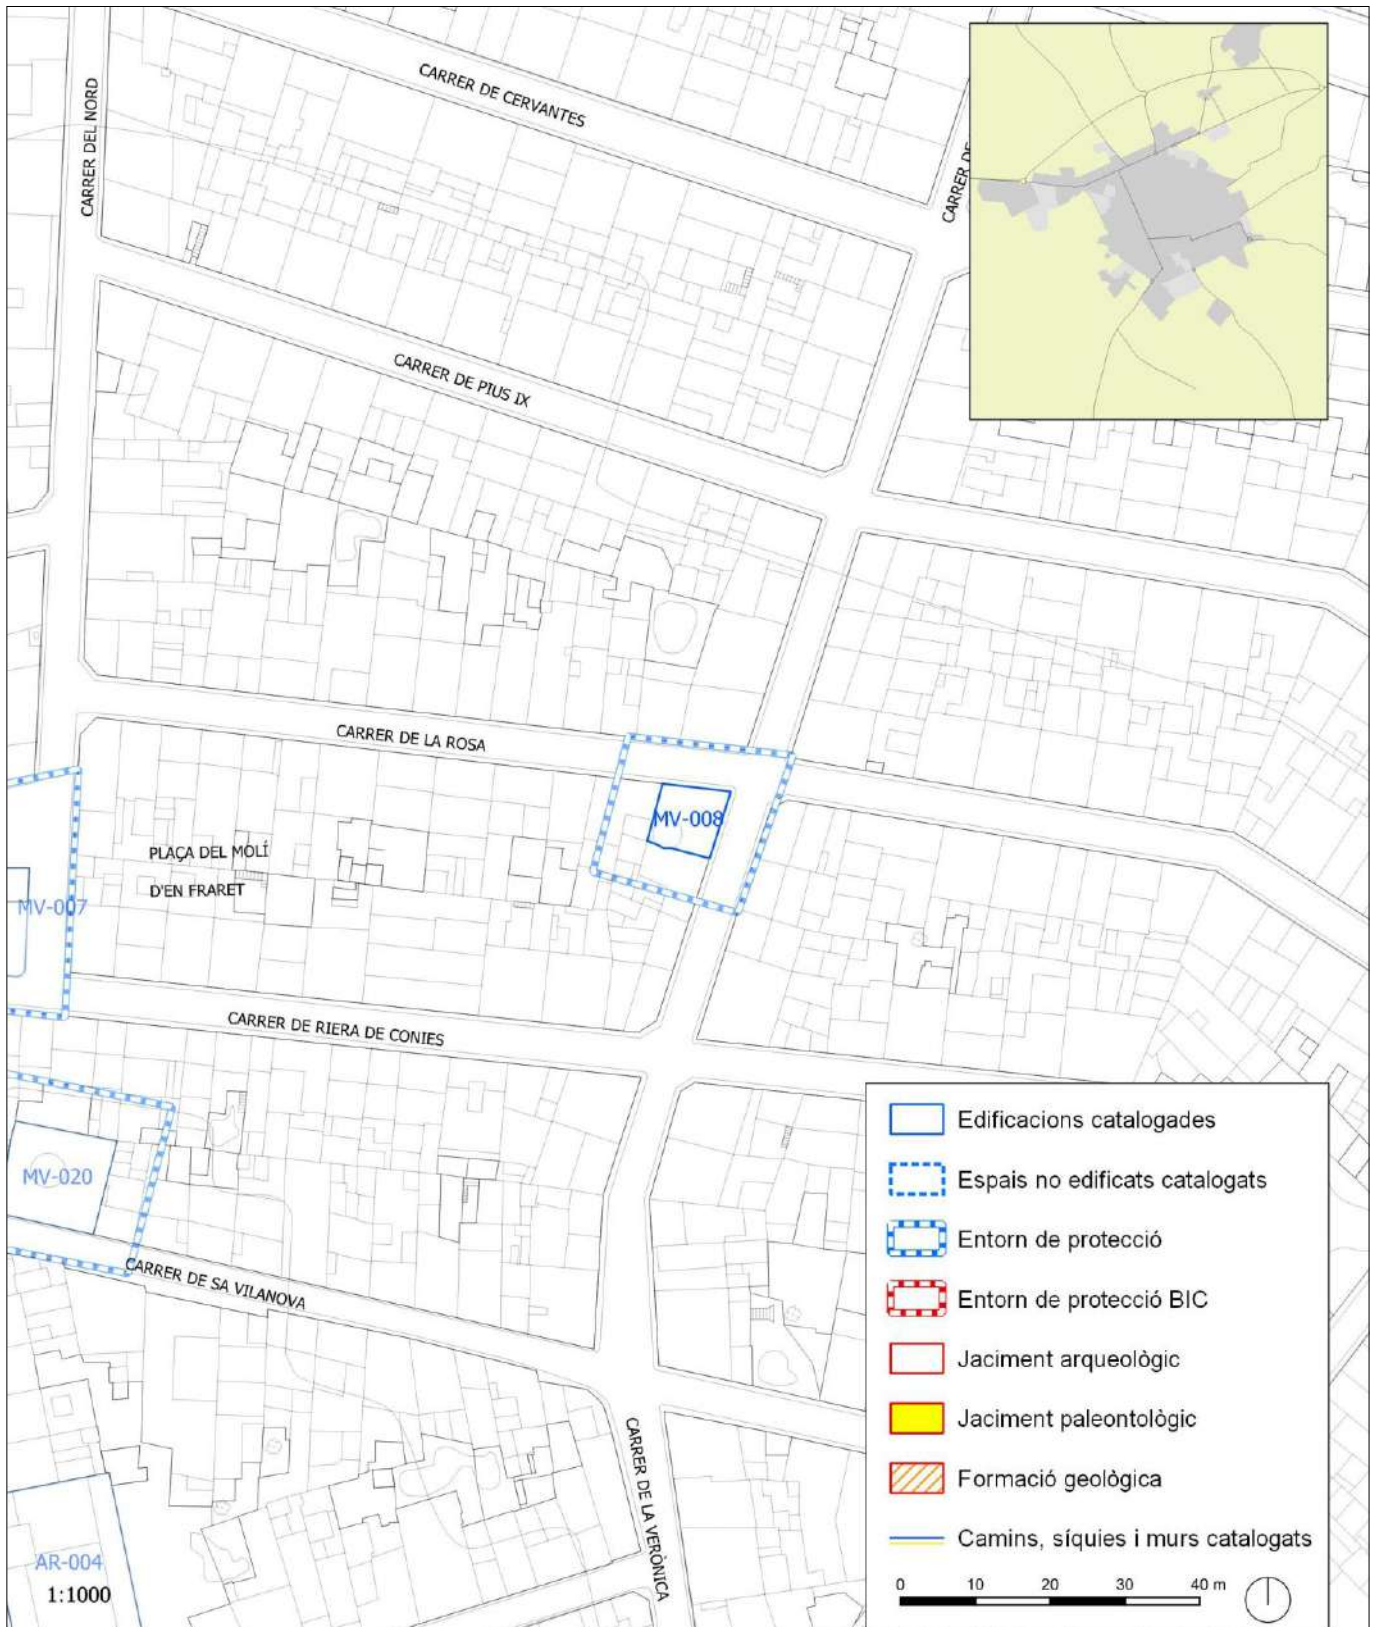 CARRER DE CERVANTES
CARRER DEL NORD
CARRER DE
CARRER DE PIUS IX
CARRER DE LA ROSA
MV-008
PLAÇA DEL MOLÍ
D'EN FRARET
MV-007
CARRER DE RIERA DE CONIES
MV-020
CARRER DE SA VILANOVA
CARRER DE LA VERÒNICA
AR-004
1:1000
Edificacions catalogades
Espais no edificats catalogats
Entorn de protecció
Entorn de protecció BIC
Jaciment arqueològic
Jaciment paleontològic
Formació geològica
Camins, síquies i murs catalogats
0 10 20 30 40 m